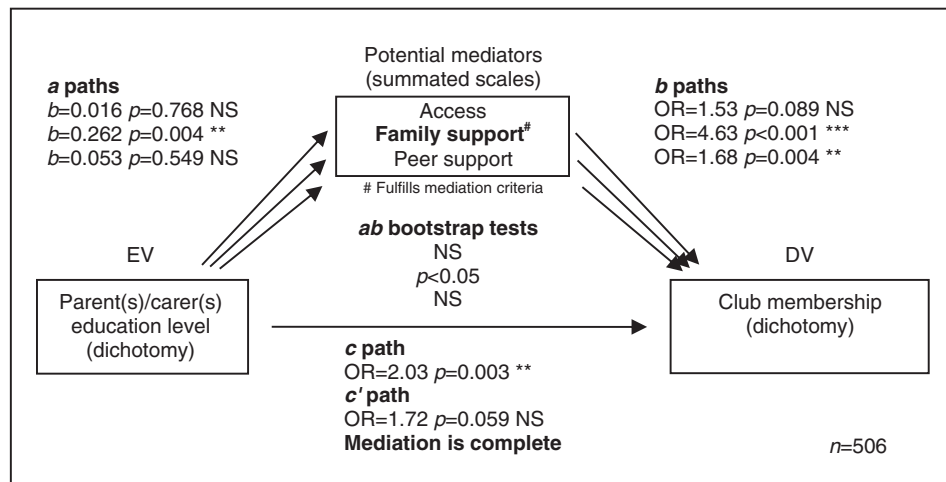 Potential mediators
(summated scales)
a paths
b=0.016 p=0.768 NS
b=0.262 p=0.004 **
b=0.053 p=0.549 NS
Access
Family support#
Peer support
# Fulfills mediation criteria
b paths
OR=1.53 p=0.089 NS
OR=4.63 p<0.001 ***
OR=1.68 p=0.004 **
ab bootstrap tests
NS
p<0.05
NS
EV
Parent(s)/carer(s)
education level
(dichotomy)
DV
Club membership
(dichotomy)
c path
OR=2.03 p=0.003 **
c' path
OR=1.72 p=0.059 NS
Mediation is complete
n=506